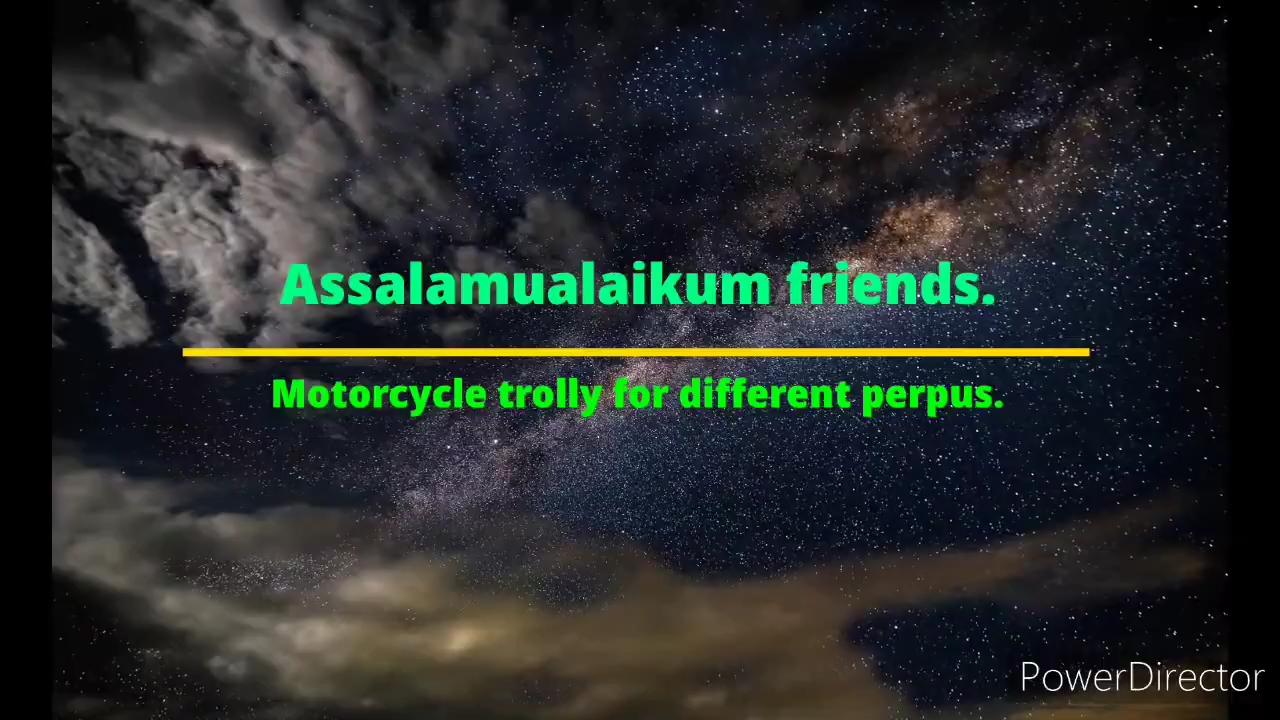 Assalamualaikum friends.
Motorcycle trolly for different perpus.
PowerDirector